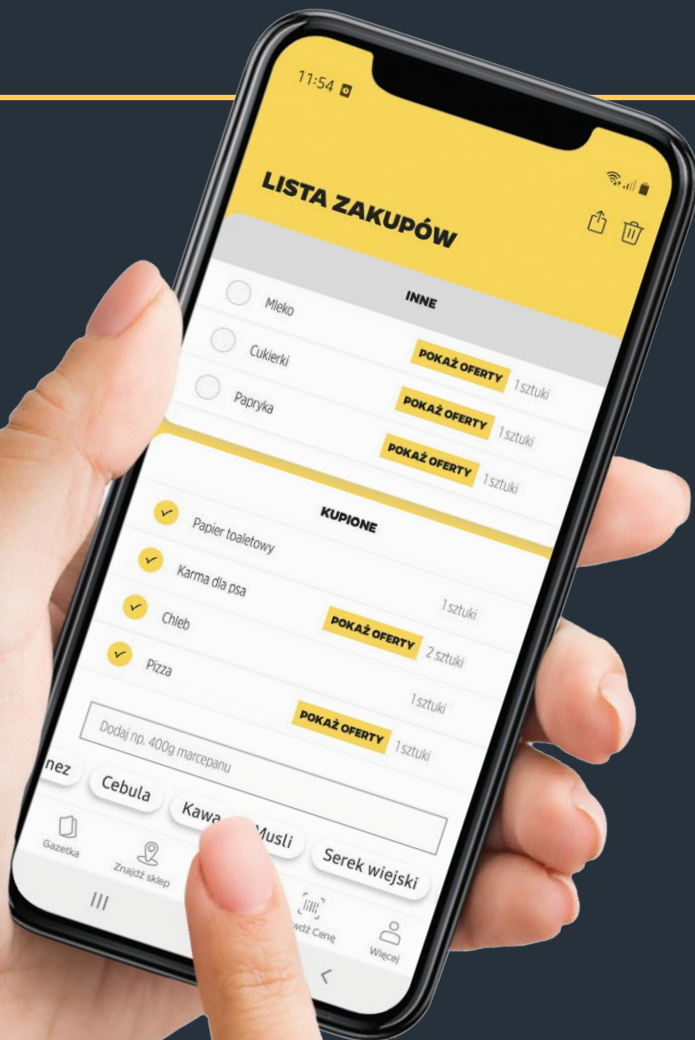 11:54
LISTA ZAKUPÓW
INNE
Mleko
POKAŻ OFERTY 1 sztuki
Cukierki
POKAŻ OFERTY 1 sztuki
Papryka
POKAŻ OFERTY 1 sztuki
KUPIONE
Papier toaletowy
1 sztuki
Karma dla psa
POKAŻ OFERTY 2 sztuki
Chleb
1 sztuki
Pizza
POKAŻ OFERTY 1 sztuki
Dodaj np. 400g marcepanu
nez Cebula Kawa Musli Serek wiejski
Gazetka Znajdź sklep wdź Cenę Więcej